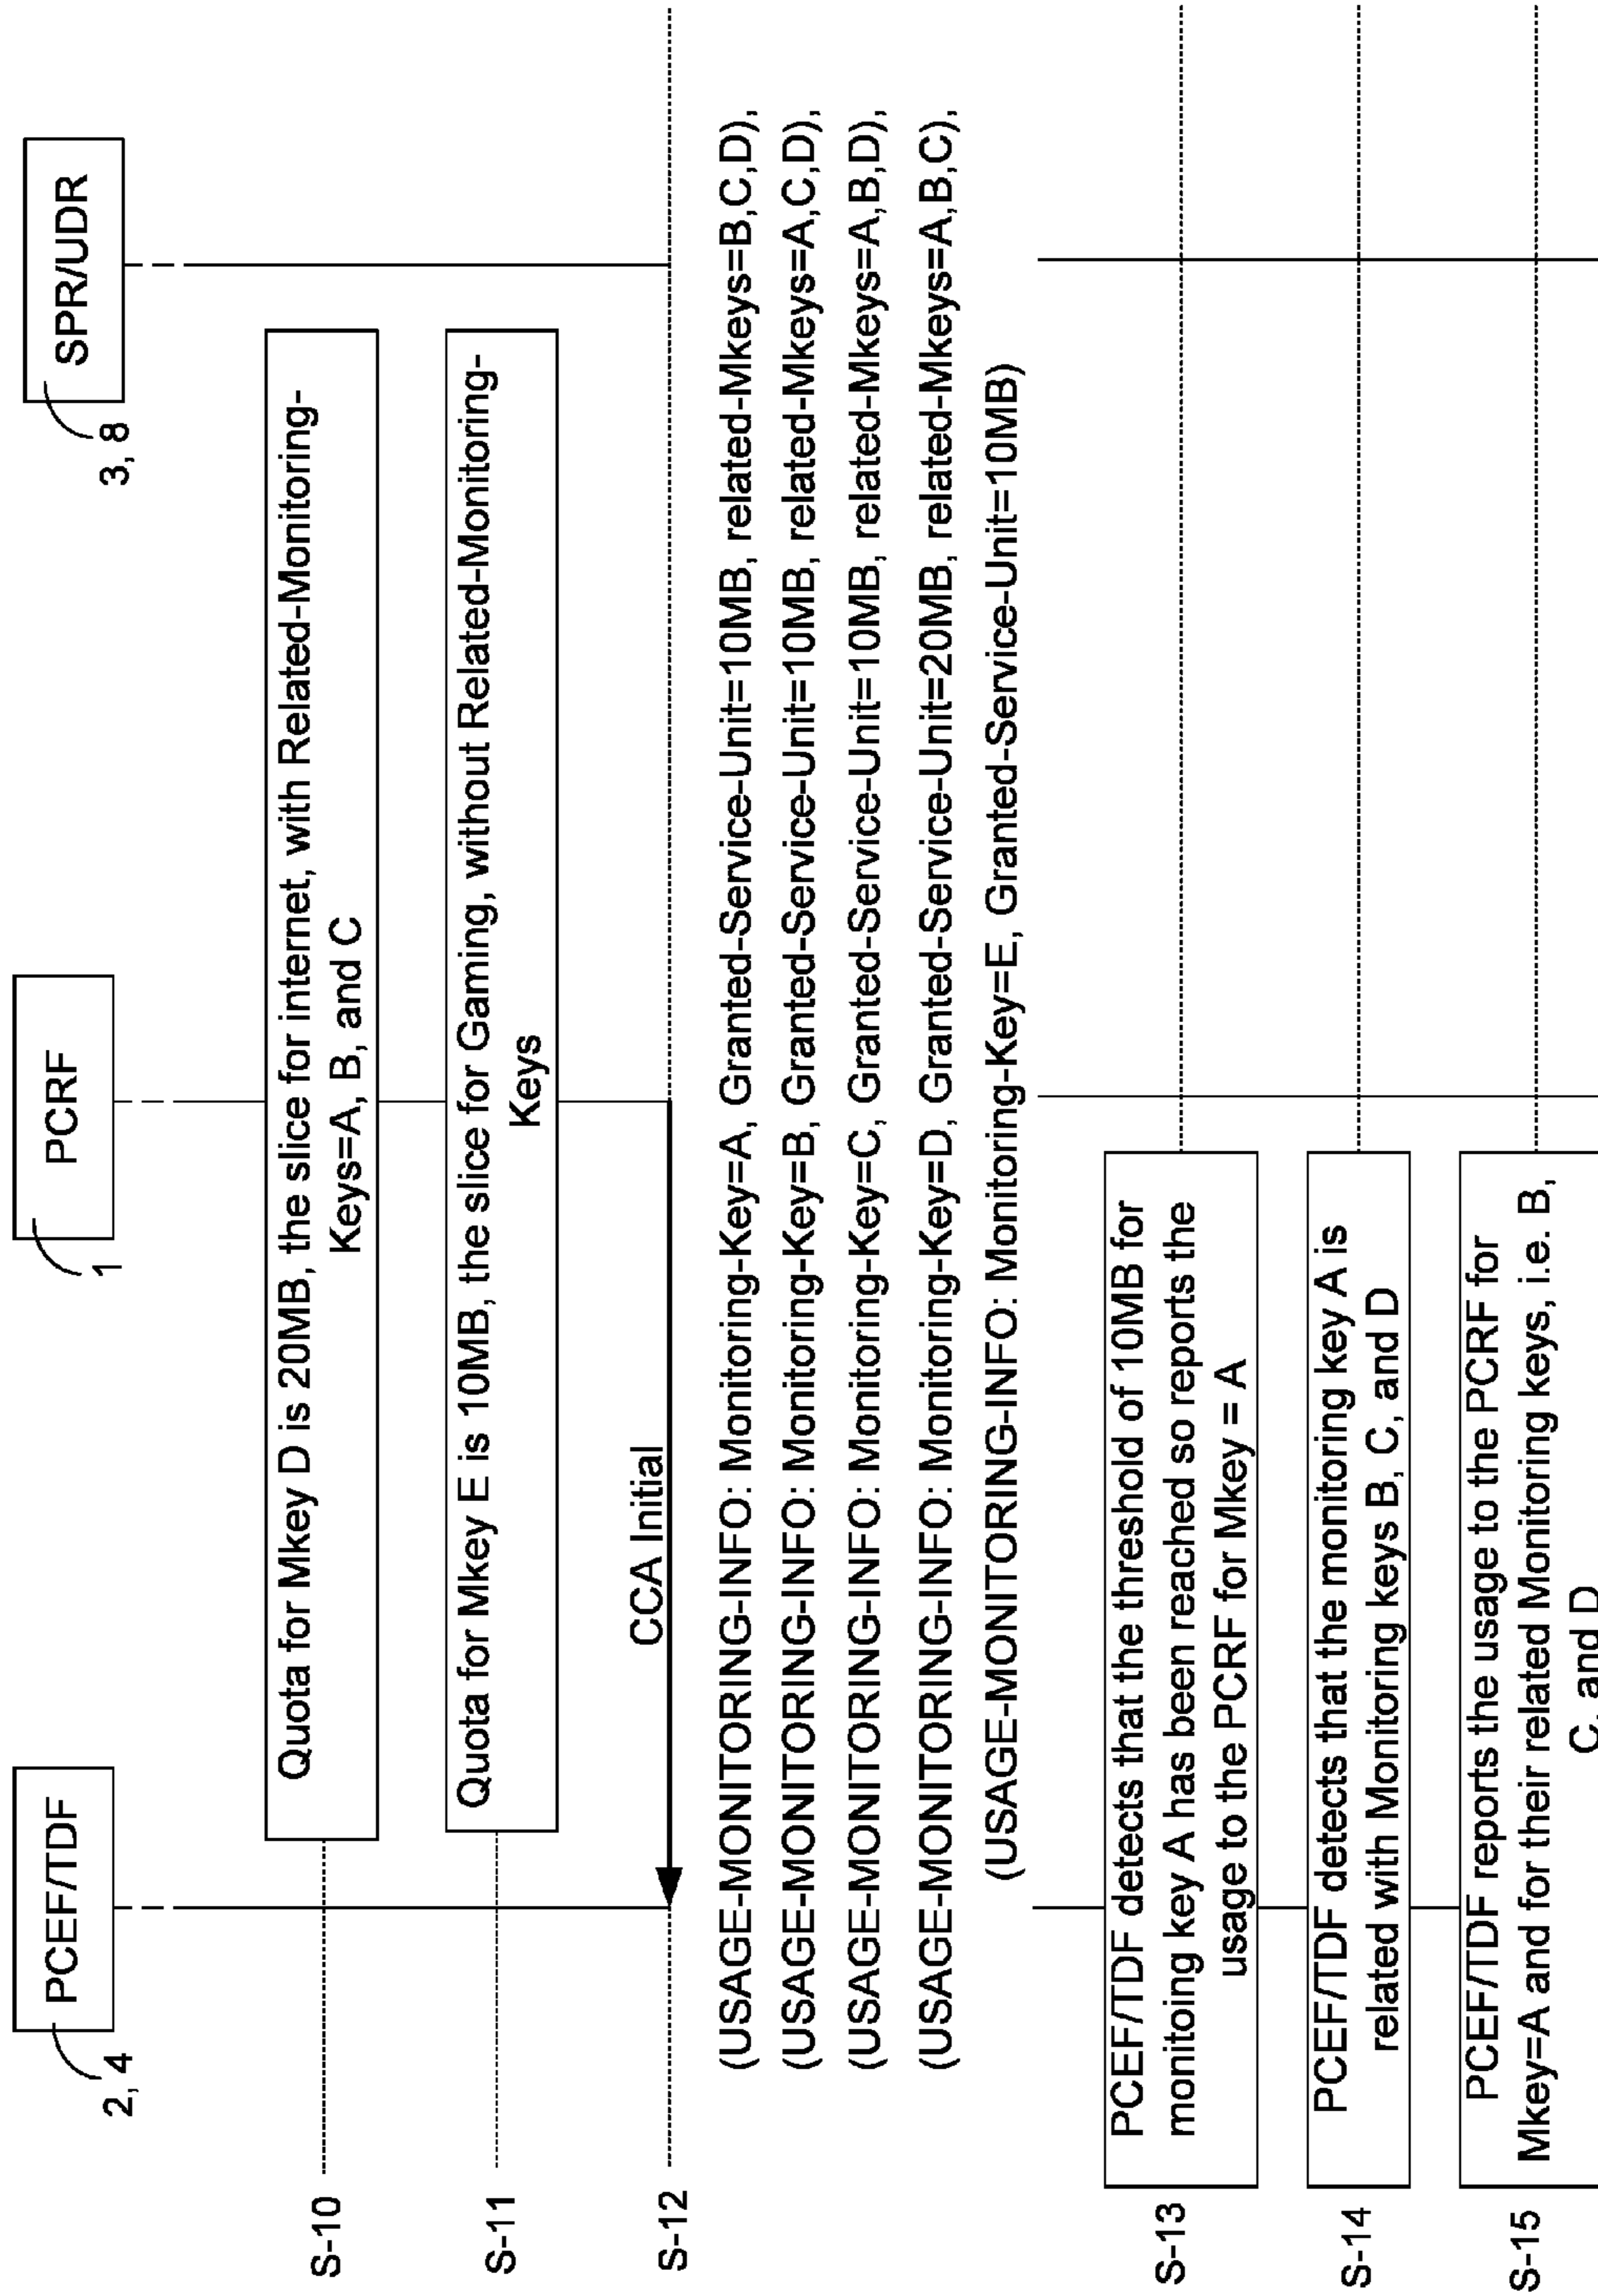 PCEF/TDF
2, 4
PCRF
1
SPR/UDR
3, 8
S-10
Quota for Mkey D is 20MB, the slice for internet, with Related-Monitoring-
Keys=A, B, and C
S-11
Quota for Mkey E is 10MB, the slice for Gaming, without Related-Monitoring-
Keys
S-12
CCA Initial
(USAGE-MONITORING-INFO: Monitoring-Key=A, Granted-Service-Unit=10MB, related-Mkeys=B,C,D),
(USAGE-MONITORING-INFO: Monitoring-Key=B, Granted-Service-Unit=10MB, related-Mkeys=A,C,D),
(USAGE-MONITORING-INFO: Monitoring-Key=C, Granted-Service-Unit=10MB, related-Mkeys=A,B,D),
(USAGE-MONITORING-INFO: Monitoring-Key=D, Granted-Service-Unit=20MB, related-Mkeys=A,B,C),
(USAGE-MONITORING-INFO: Monitoring-Key=E, Granted-Service-Unit=10MB)
S-13
PCEF/TDF detects that the threshold of 10MB for
monitoing key A has been reached so reports the
usage to the PCRF for Mkey = A
S-14
PCEF/TDF detects that the monitoring key A is
related with Monitoring keys B, C, and D
S-15
PCEF/TDF reports the usage to the PCRF for
Mkey=A and for their related Monitoring keys, i.e. B,
C, and D